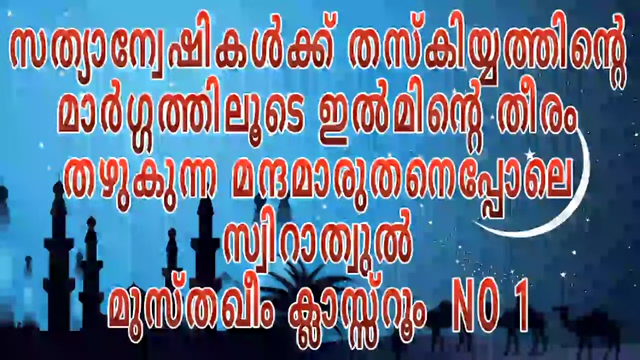 സത്യാന്വേഷികൾക്ക് തസ്കിയ്യത്തിന്റെ
മാർഗ്ഗത്തിലൂടെ ഇൽമിന്റെ തീരം
തഴുകുന്ന മന്ദമാരുതനെപ്പോലെ
സ്വിറാത്വുൽ
മുസ്തഖീം ക്ലാസ്സ്റൂം NO 1